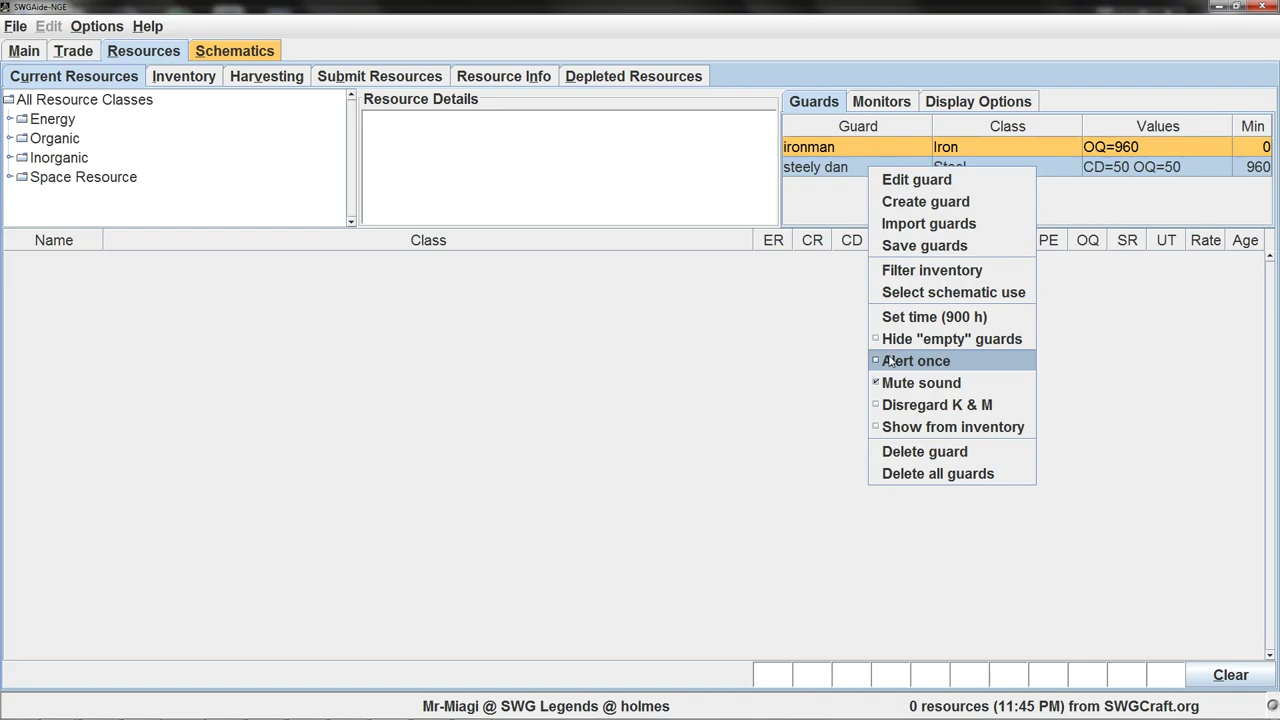 SWGAide-NGE
File Edit Options Help
Main Trade Resources Schematics
Current Resources Inventory Harvesting Submit Resources Resource Info Depleted Resources
All Resource Classes
Energy
Organic
Inorganic
Space Resource
Resource Details
Guards Monitors Display Options
Guard Class Values Min
ironman Iron OQ=960 0
steely dan Steel CD=50 OQ=50 960
Edit guard
Create guard
Import guards
Save guards
Filter inventory
Select schematic use
Set time (900 h)
Hide "empty" guards
Alert once
Mute sound
Disregard K & M
Show from inventory
Delete guard
Delete all guards
Name Class ER CR CD PE OQ SR UT Rate Age
Clear
Mr-Miagi @ SWG Legends @ holmes 0 resources (11:45 PM) from SWGCraft.org